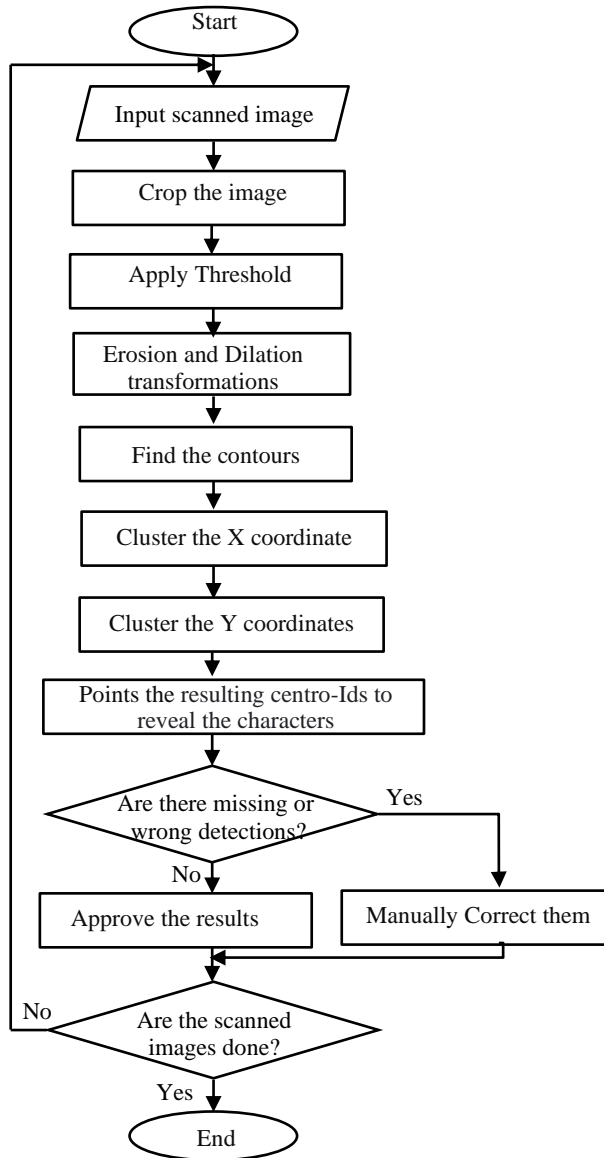 Start
Input scanned image
Crop the image
Apply Threshold
Erosion and Dilation
transformations
Find the contours
Cluster the X coordinate
Cluster the Y coordinates
Points the resulting centro-Ids to
reveal the characters
Are there missing or
wrong detections?
Yes
No
Approve the results
Manually Correct them
No
Are the scanned
images done?
Yes
End